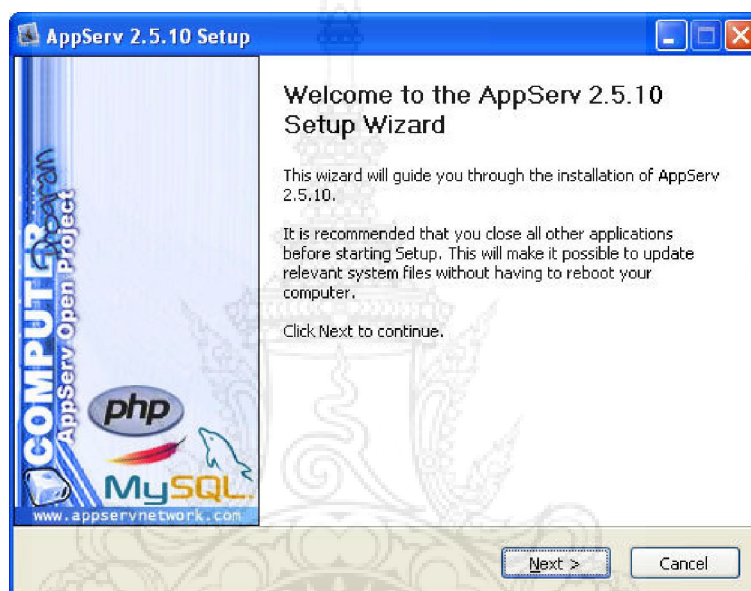 AppServ 2.5.10 Setup
Welcome to the AppServ 2.5.10
Setup Wizard
This wizard will guide you through the installation of AppServ
2.5.10.
It is recommended that you close all other applications
before starting Setup. This will make it possible to update
relevant system files without having to reboot your
computer.
Click Next to continue.
COMPUTER
Program
AppServ Open Project
php
MySQL.
www.appservnetwork.com
Next >
Cancel